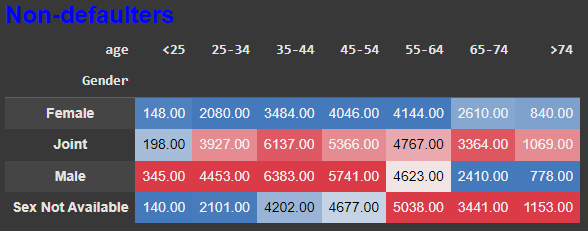 Non-defaulters
age <25 25-34 35-44 45-54 55-64 65-74 >74
Gender
Female 148.00 2080.00 3484.00 4046.00 4144.00 2610.00 840.00
Joint 198.00 3927.00 6137.00 5366.00 4767.00 3364.00 1069.00
Male 345.00 4453.00 6383.00 5741.00 4623.00 2410.00 778.00
Sex Not Available 140.00 2101.00 4202.00 4677.00 5038.00 3441.00 1153.00